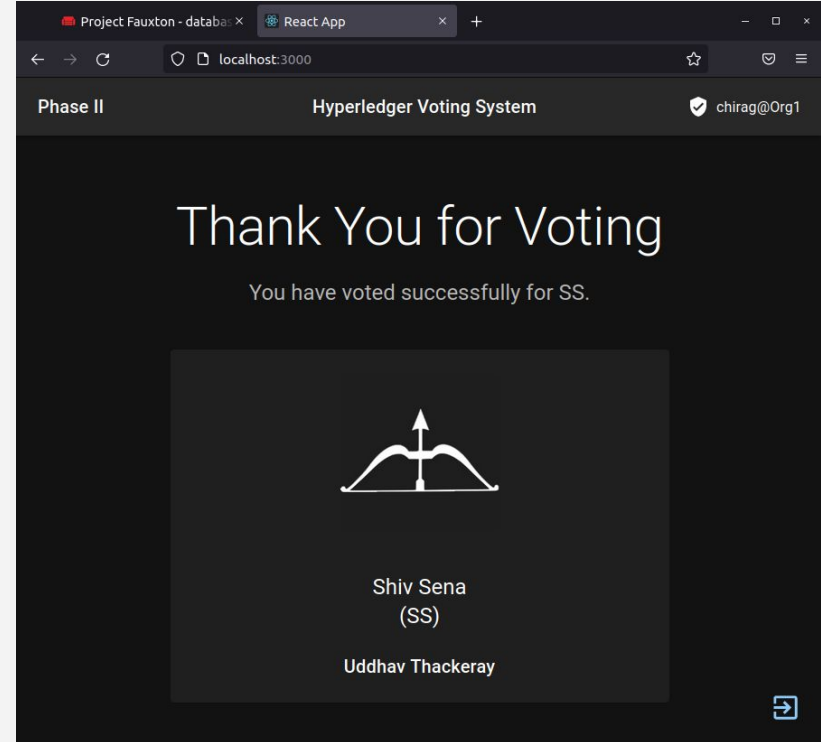 Project Fauxton - databas
React App
localhost:3000
Phase II
Hyperledger Voting System
chirag@Org1
Thank You for Voting
You have voted successfully for SS.
Shiv Sena
(SS)
Uddhav Thackeray